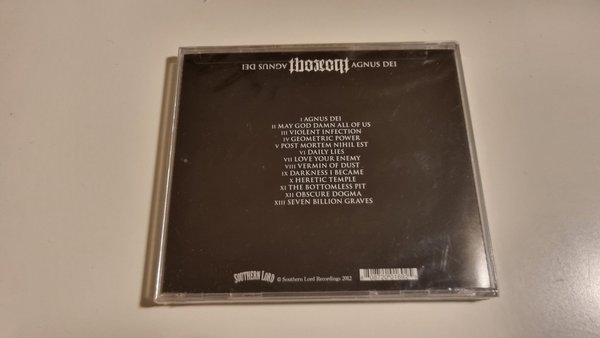 AGNUS DEI AGNUS DEI
I AGNUS DEI
II MAY GOD DAMN ALL OF US
III VIOLENT INFECTION
IV GEOMETRIC POWER
V POST MORTEM NIHIL EST
VI DAILY LIES
VII LOVE YOUR ENEMY
VIII VERMIN OF DUST
IX DARKNESS I BECAME
X HERETIC TEMPLE
XI THE BOTTOMLESS PIT
XII OBSCURE DOGMA
XIII SEVEN BILLION GRAVES
SOUTHERN LORD © Southern Lord Recordings 2012